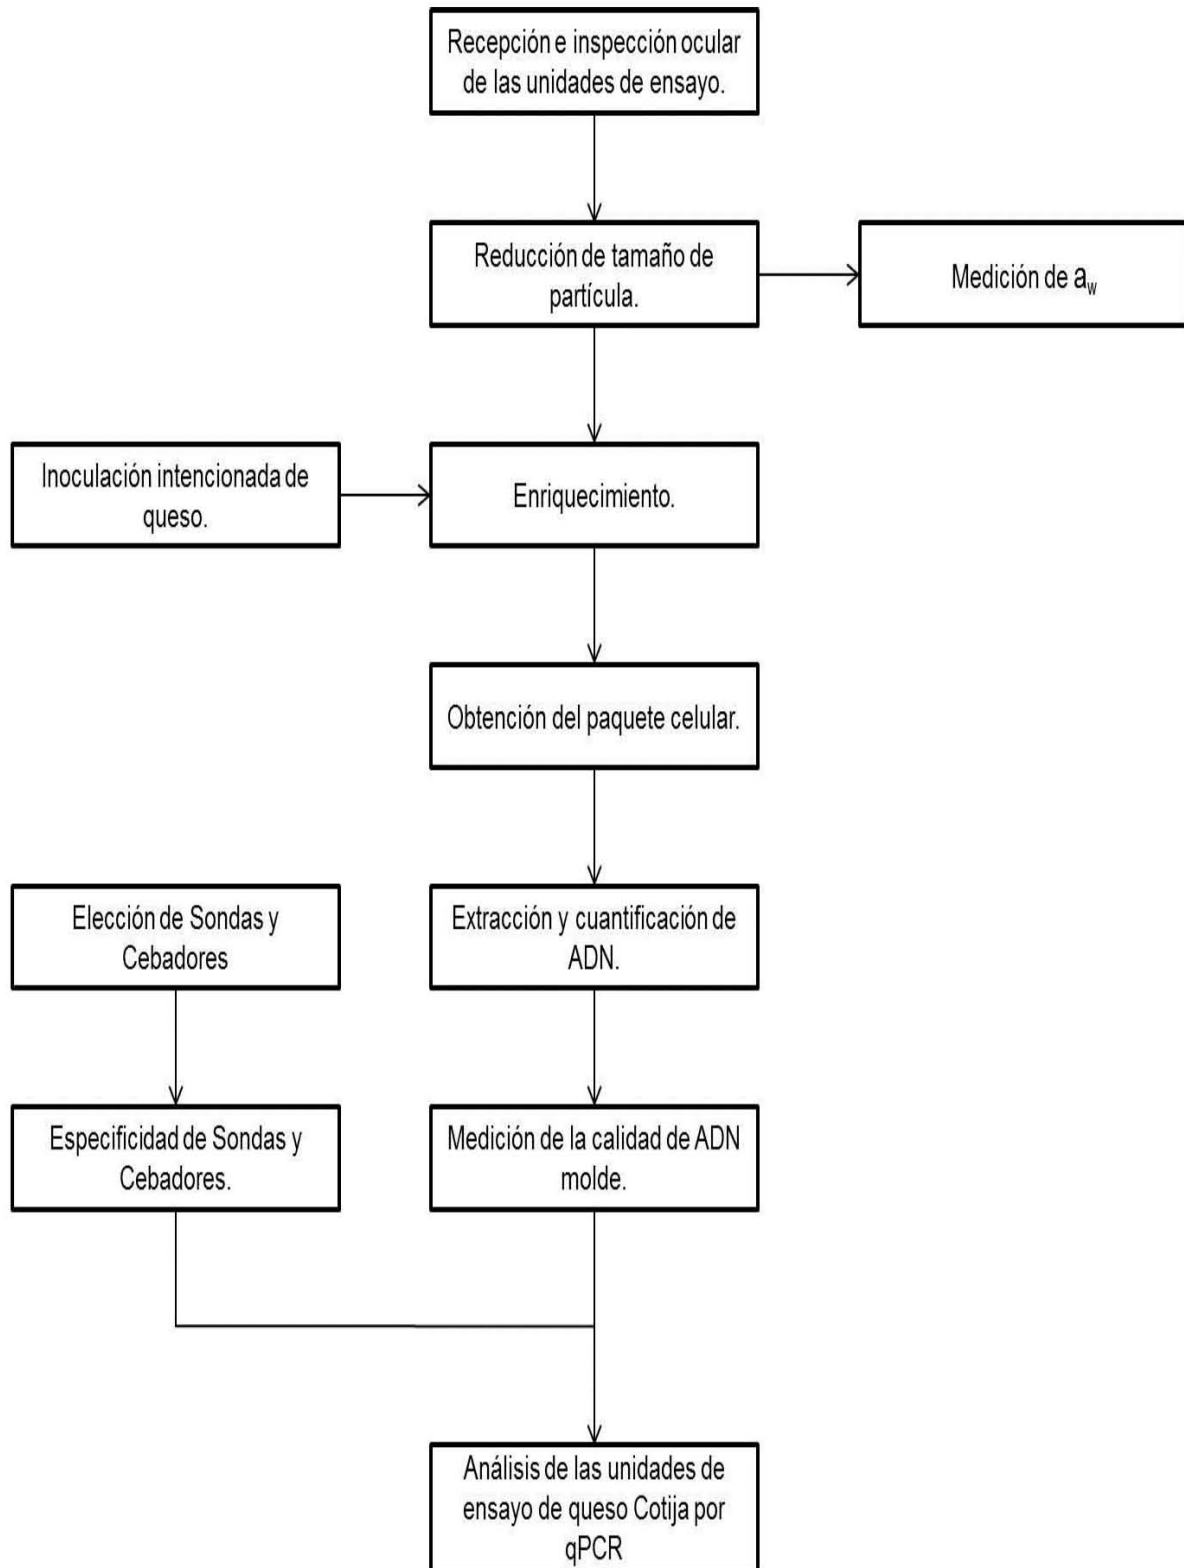 Recepción e inspección ocular
de las unidades de ensayo.
Reducción de tamaño de
partícula.
Medición de aw
Inoculación intencionada de
queso.
Enriquecimiento.
Obtención del paquete celular.
Elección de Sondas y
Cebadores
Extracción y cuantificación de
ADN.
Especificidad de Sondas y
Cebadores.
Medición de la calidad de ADN
molde.
Análisis de las unidades de
ensayo de queso Cotija por
qPCR